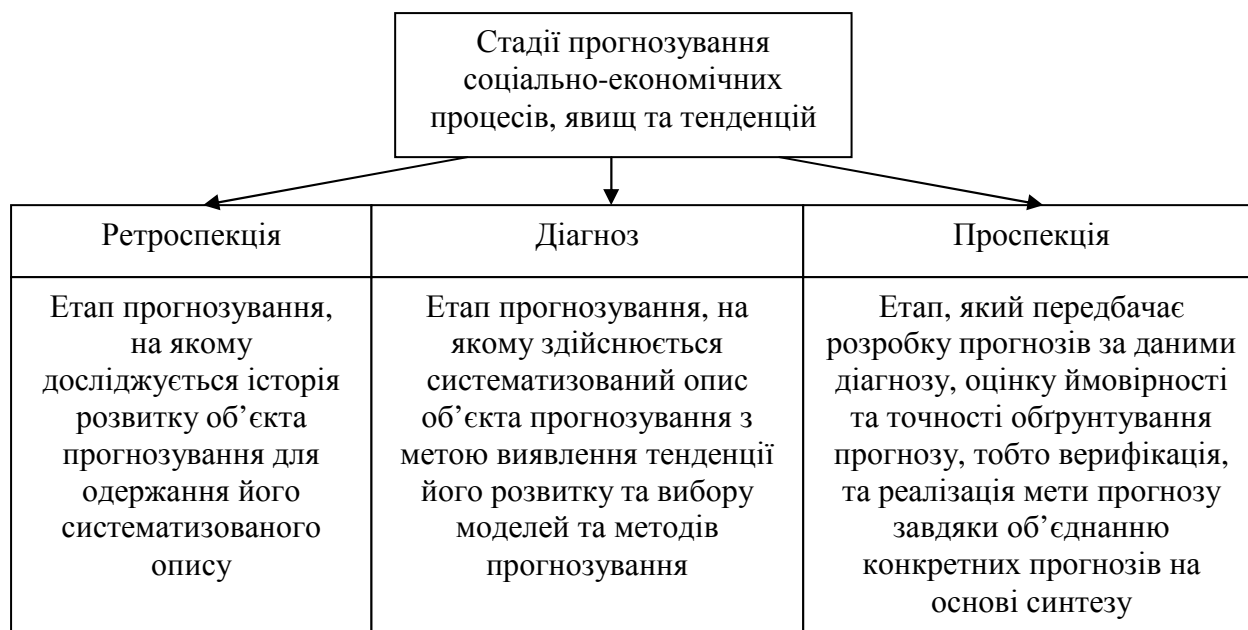 Стадії прогнозування
соціально-економічних
процесів, явищ та тенденцій
Ретроспекція
Етап прогнозування,
на якому
досліджується історія
розвитку об’єкта
прогнозування для
одержання його
систематизованого
опису
Діагноз
Етап прогнозування, на
якому здійснюється
систематизований опис
об’єкта прогнозування з
метою виявлення тенденції
його розвитку та вибору
моделей та методів
прогнозування
Проспекція
Етап, який передбачає
розробку прогнозів за даними
діагнозу, оцінку ймовірності
та точності обґрунтування
прогнозу, тобто верифікація,
та реалізація мети прогнозу
завдяки об’єднанню
конкретних прогнозів на
основі синтезу